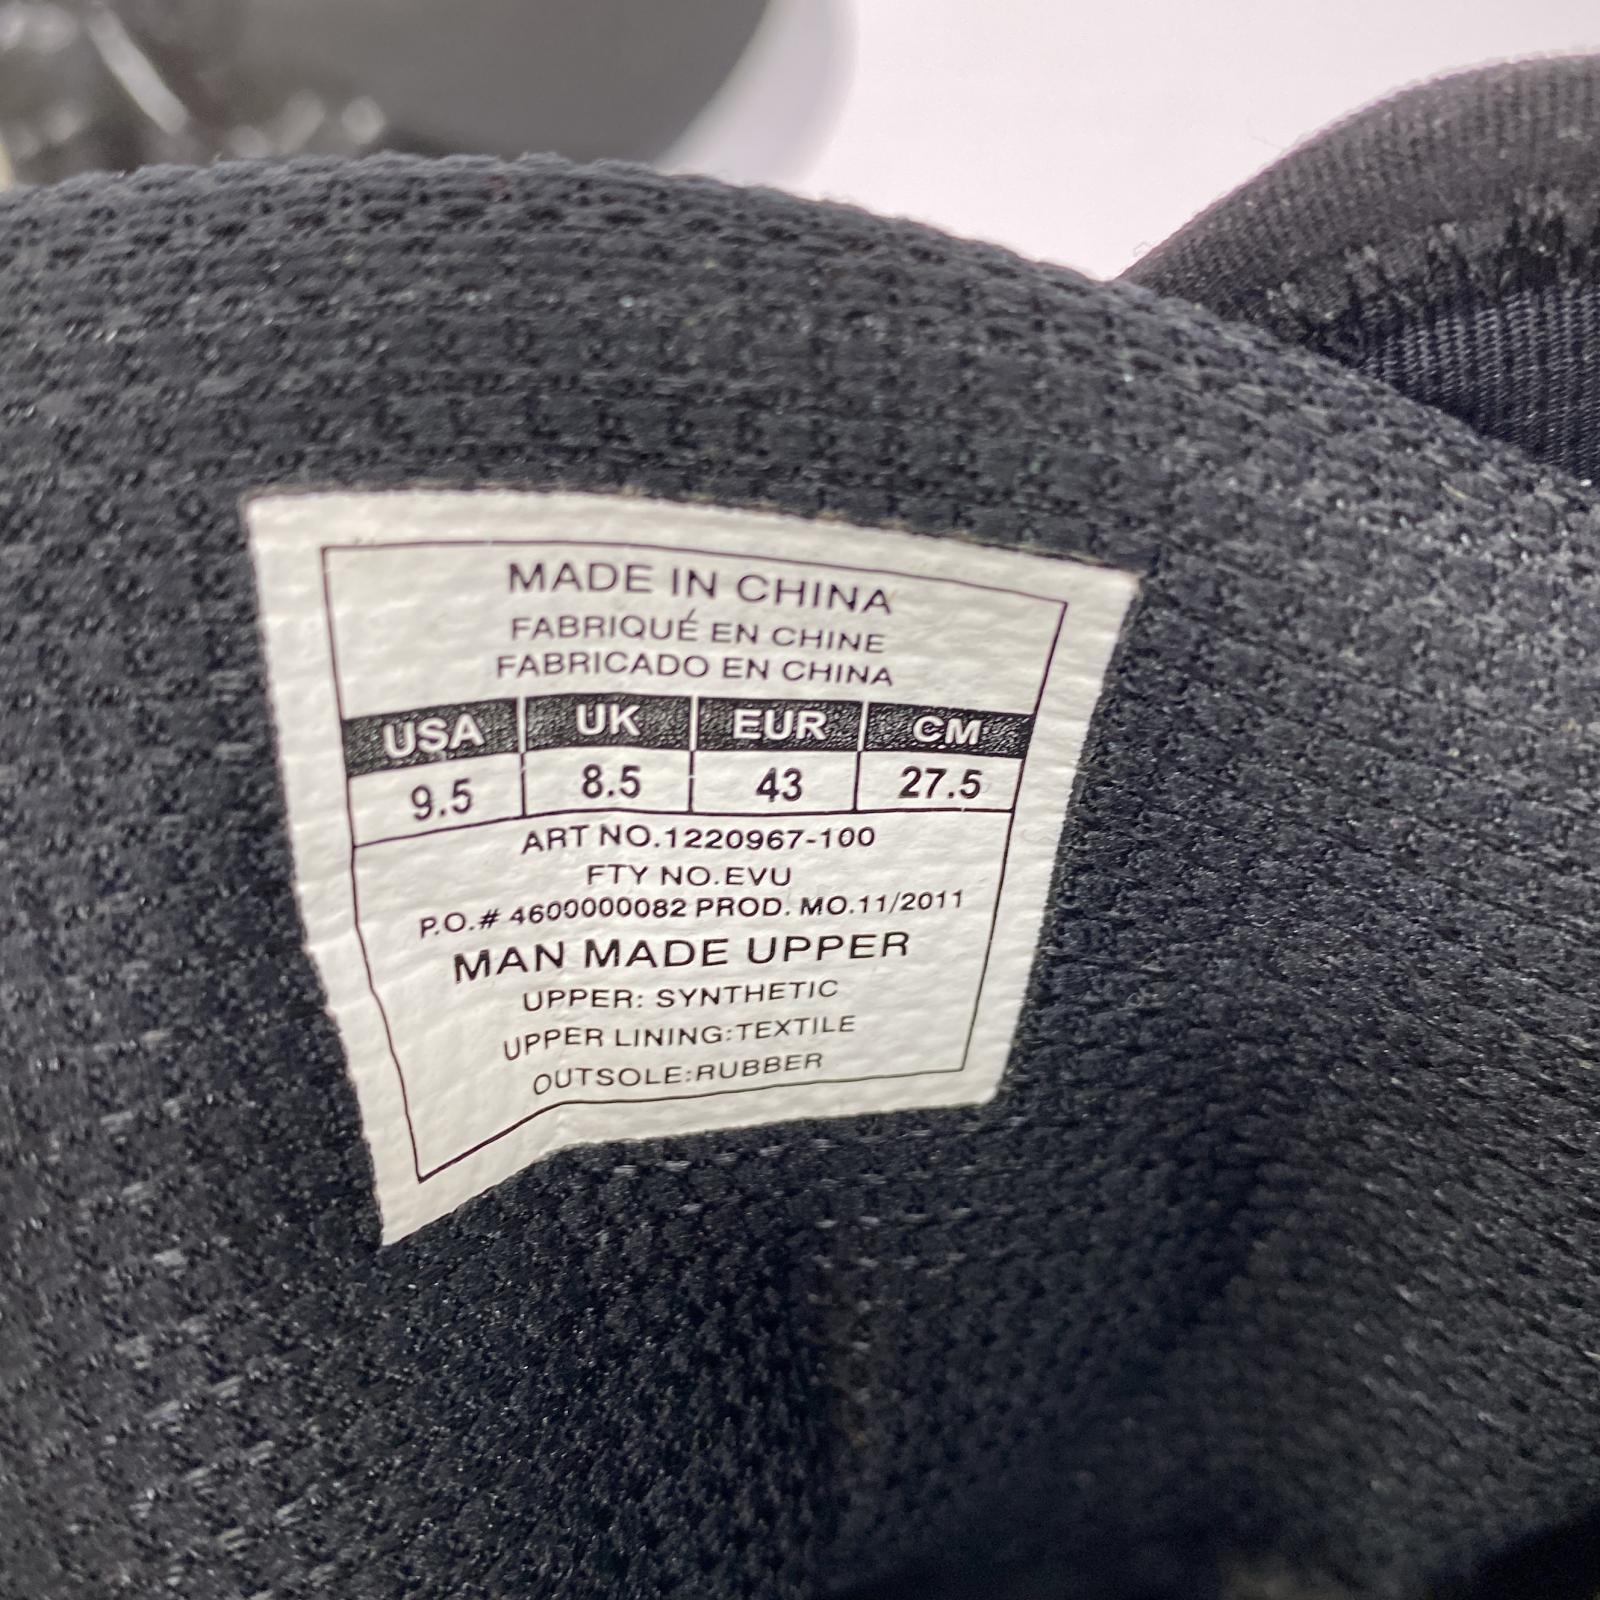 MADE IN CHINA
FABRIQUÉ EN CHINE
FABRICADO EN CHINA
USA UK EUR CM
9.5 8.5 43 27.5
ART NO.1220967-100
FTY NO.EVU
P.O.# 4600000082 PROD. MO.11/2011
MAN MADE UPPER
UPPER: SYNTHETIC
UPPER LINING:TEXTILE
OUTSOLE:RUBBER